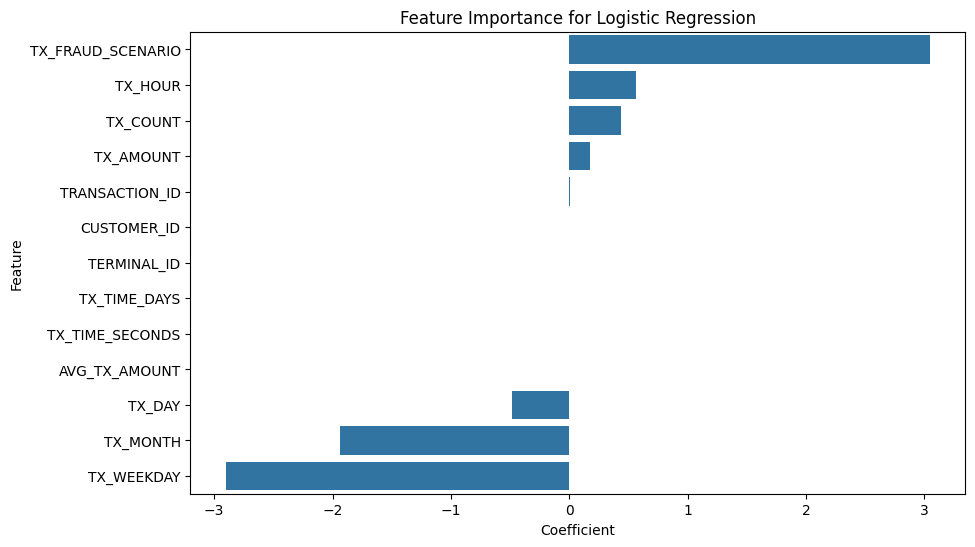 Feature Importance for Logistic Regression
Feature
TX_FRAUD_SCENARIO
TX_HOUR
TX_COUNT
TX_AMOUNT
TRANSACTION_ID
CUSTOMER_ID
TERMINAL_ID
TX_TIME_DAYS
TX_TIME_SECONDS
AVG_TX_AMOUNT
TX_DAY
TX_MONTH
TX_WEEKDAY
−3 −2 −1 0 1 2 3
Coefficient